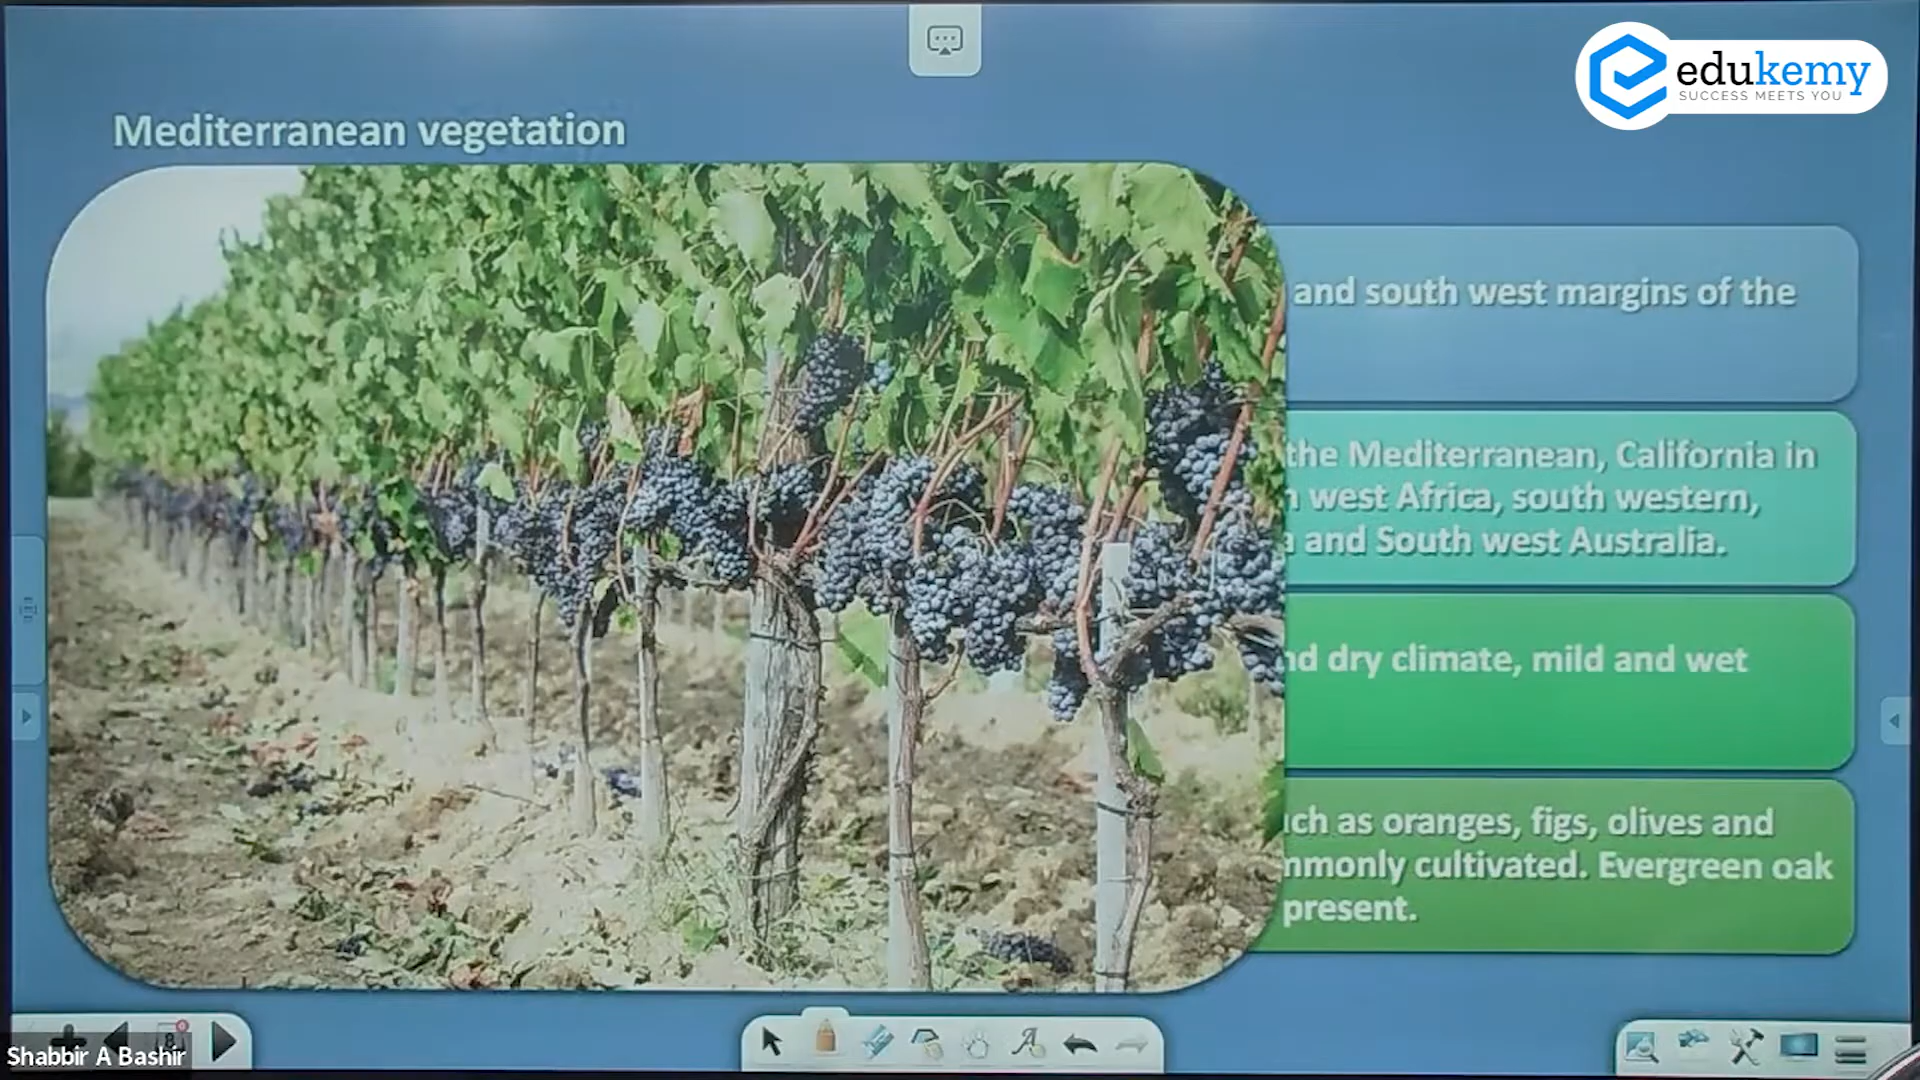 edukemy
SUCCESS MEETS YOU
Mediterranean vegetation
and south west margins of the
the Mediterranean, California in
west Africa, south western,
and South west Australia.
dry climate, mild and wet
as oranges, figs, olives and
cultivated. Evergreen oak
present.
Shabbir A Bashir